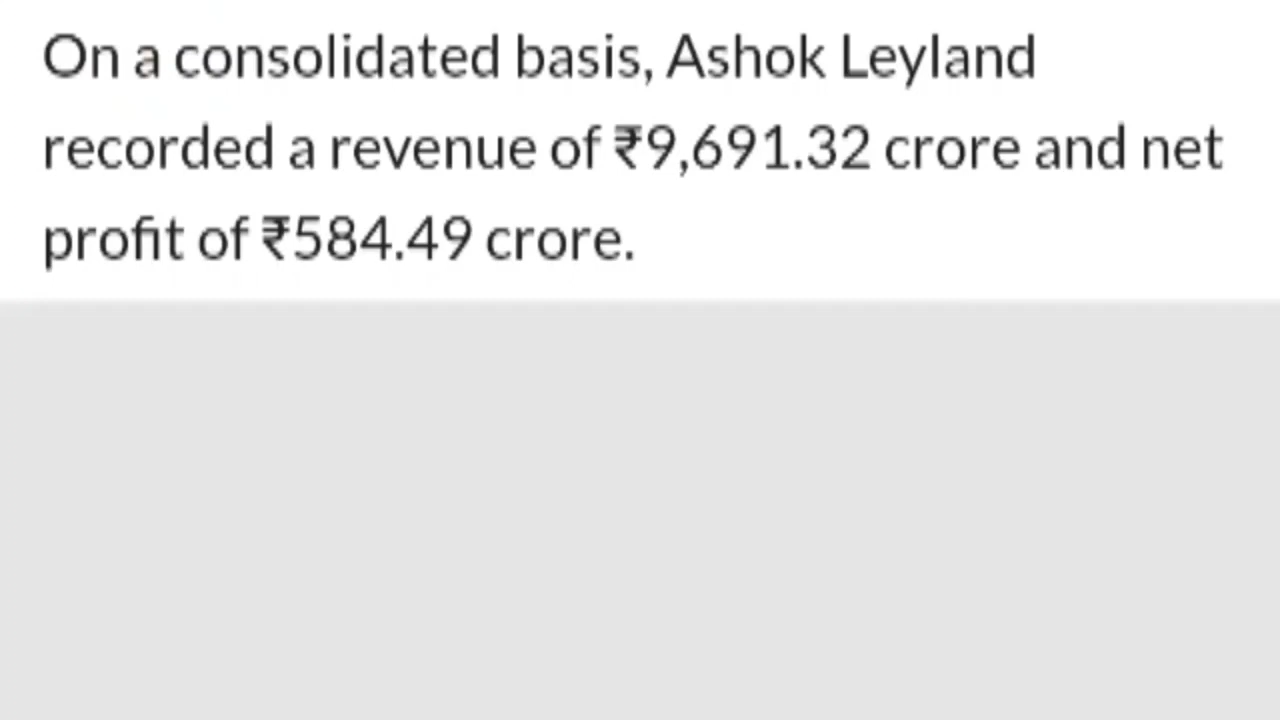 On a consolidated basis, Ashok Leyland
recorded a revenue of ₹9,691.32 crore and net
profit of ₹584.49 crore.